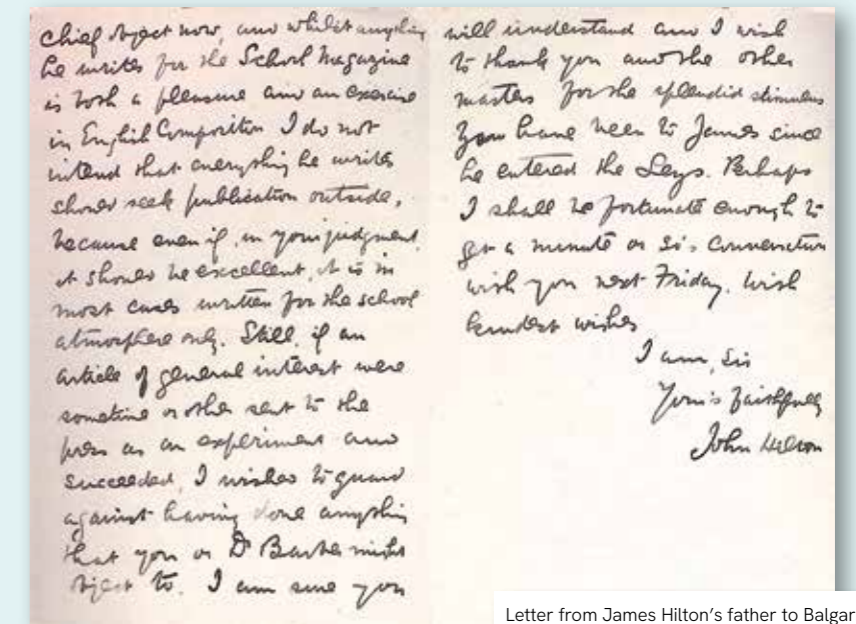 chief object now, and whilst anything
he writes for the School Magazine
is both a pleasure and an exercise
in English Composition I do not
intend that everything he writes
should seek publication outside,
because even if, in your judgment,
it should be excellent, it is in
most cases written for the school
atmosphere only. Still, if an
article of general interest were
sometime or other sent to the
press as an experiment and
succeeded, I wished to guard
against having done anything
that you or Dr Barber might
object to. I am sure you
will understand and I wish
to thank you and the other
masters for the splendid stimulus
you have been to James since
he entered the Leys. Perhaps
I shall be fortunate enough to
get a minute or so's conversation
with you next Friday. With
kindest wishes
I am, Sir
Yours faithfully
John Hilton
Letter from James Hilton's father to Balgar